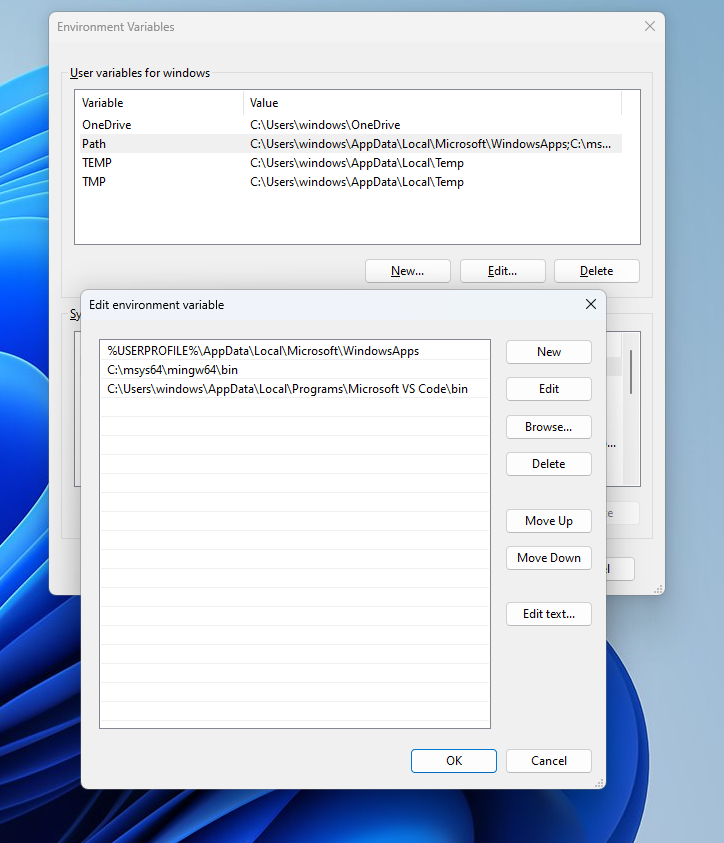 Environment Variables
User variables for windows
Variable Value
OneDrive C:\Users\windows\OneDrive
Path C:\Users\windows\AppData\Local\Microsoft\WindowsApps;C:\ms...
TEMP C:\Users\windows\AppData\Local\Temp
TMP C:\Users\windows\AppData\Local\Temp
New... Edit... Delete
Edit environment variable
%USERPROFILE%\AppData\Local\Microsoft\WindowsApps
C:\msys64\mingw64\bin
C:\Users\windows\AppData\Local\Programs\Microsoft VS Code\bin
New
Edit
Browse...
Delete
Move Up
Move Down
Edit text...
OK Cancel